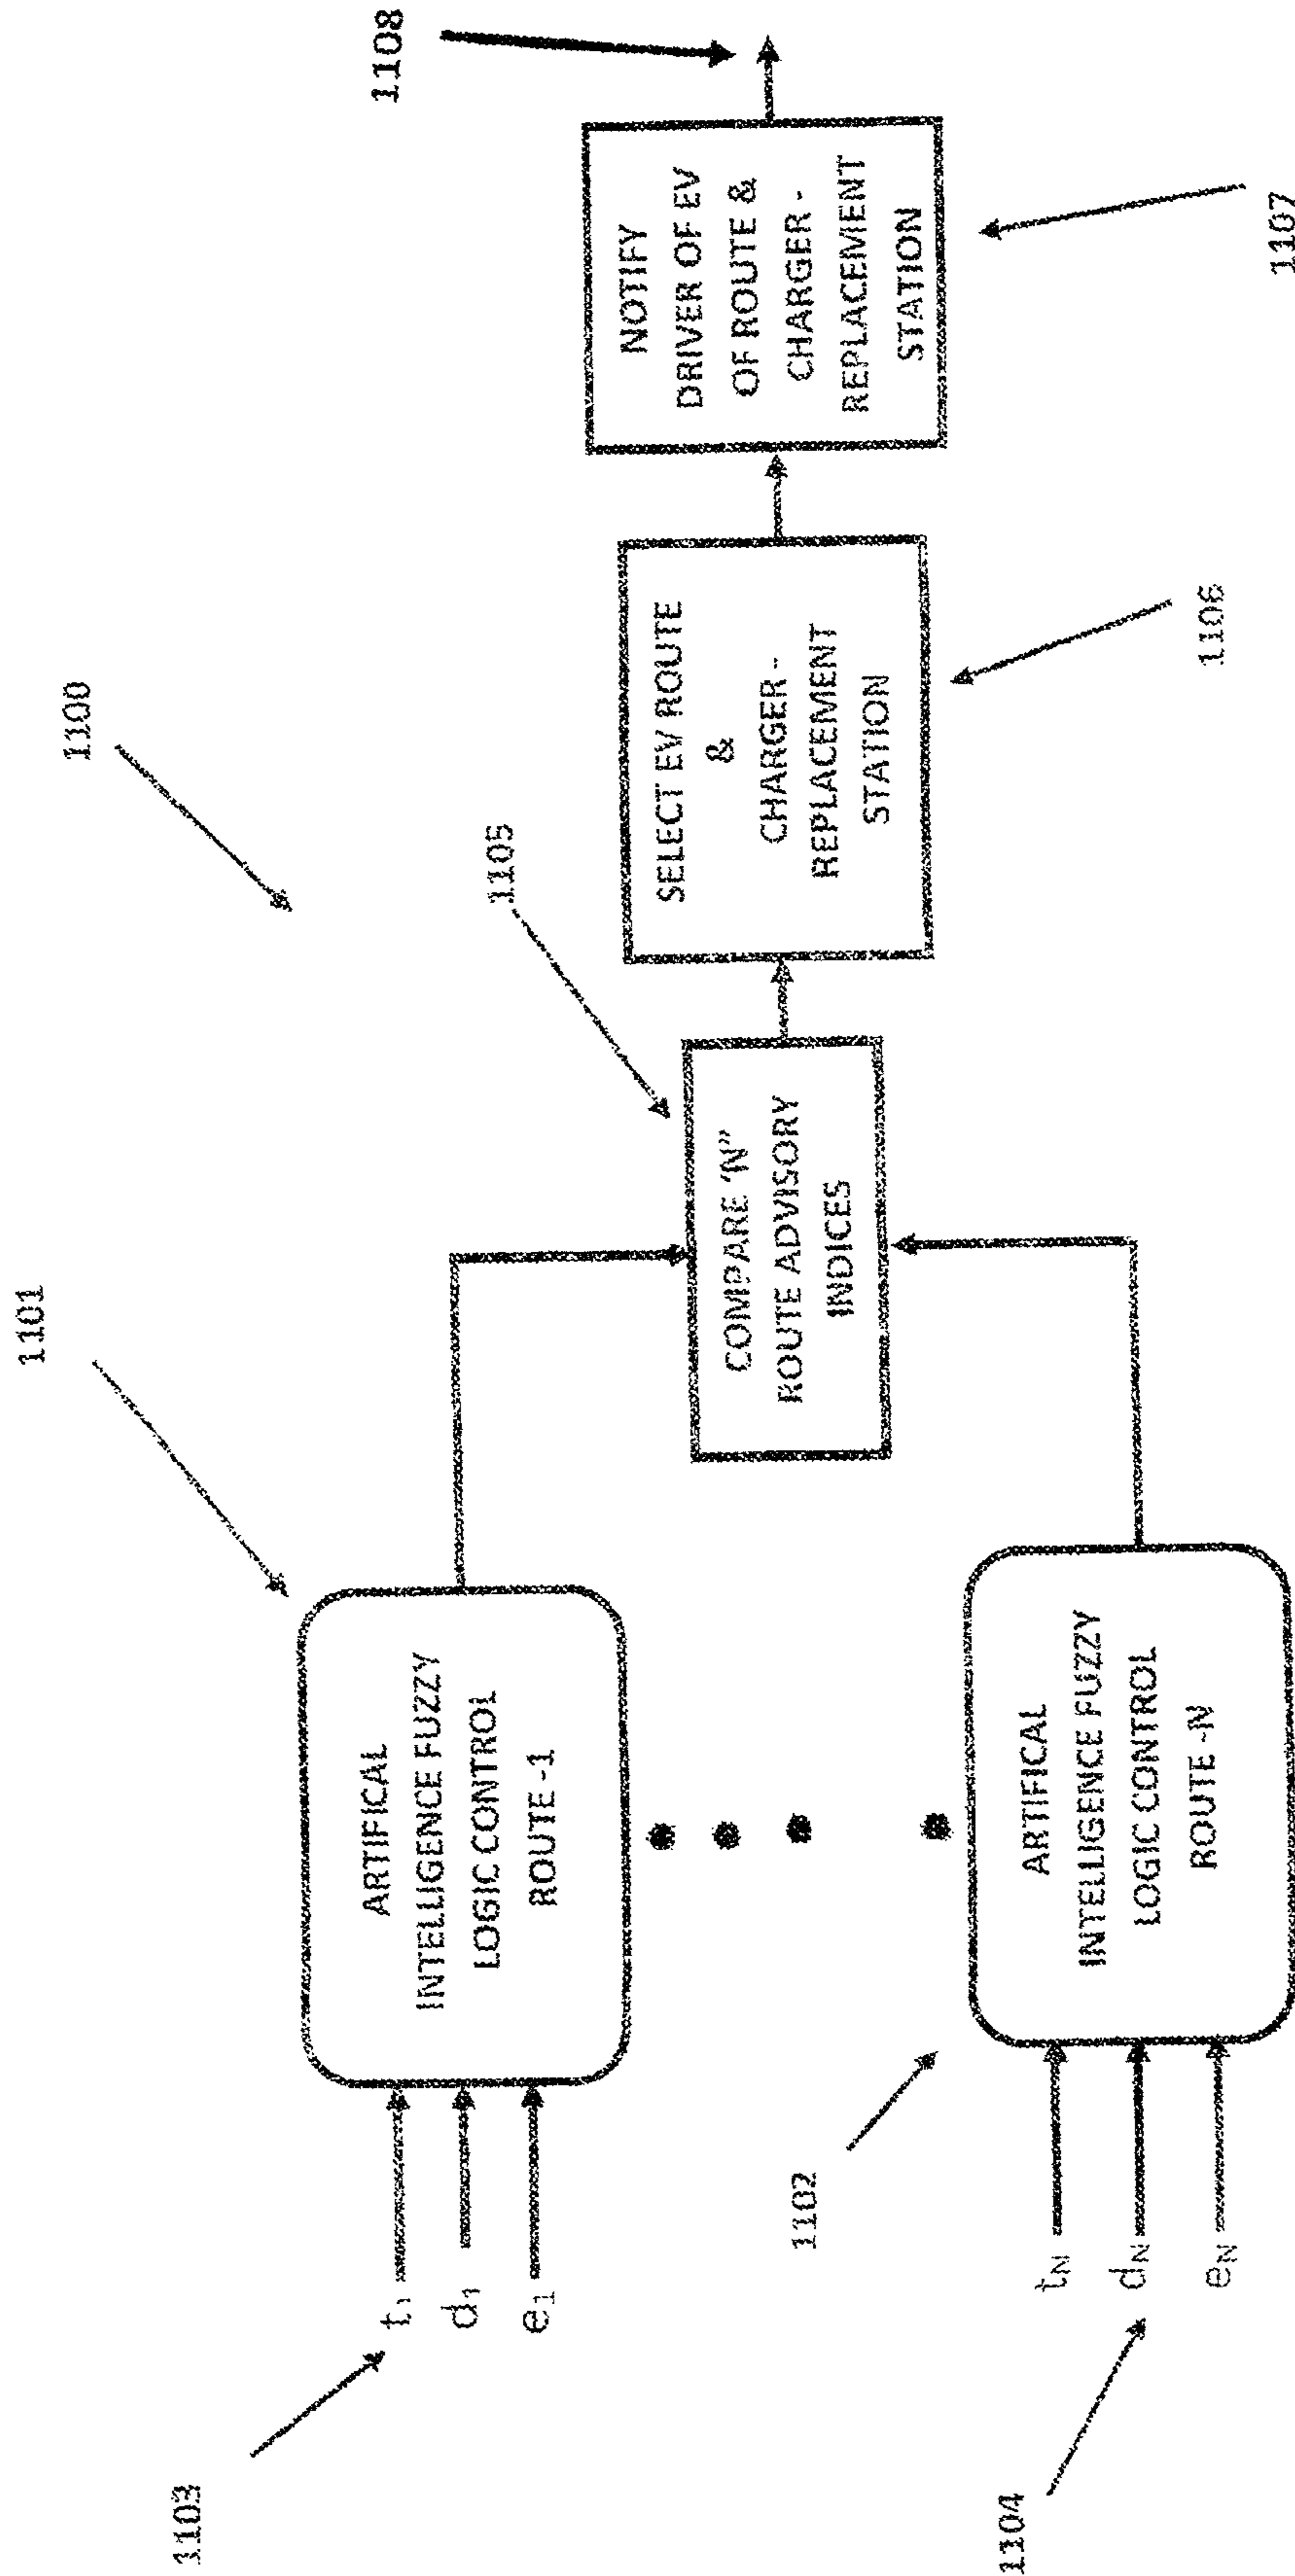 1100
1101
1103
t₁
d₁
e₁
ARTIFICAL
INTELLIGENCE FUZZY
LOGIC CONTROL
ROUTE -1
1102
1104
tN
dN
eN
ARTIFICAL
INTELLIGENCE FUZZY
LOGIC CONTROL
ROUTE -N
1105
COMPARE 'N"
ROUTE ADVISORY
INDICES
SELECT EV ROUTE
&
CHARGER -
REPLACEMENT
STATION
1106
NOTIFY
DRIVER OF EV
OF ROUTE &
CHARGER -
REPLACEMENT
STATION
1107
1108